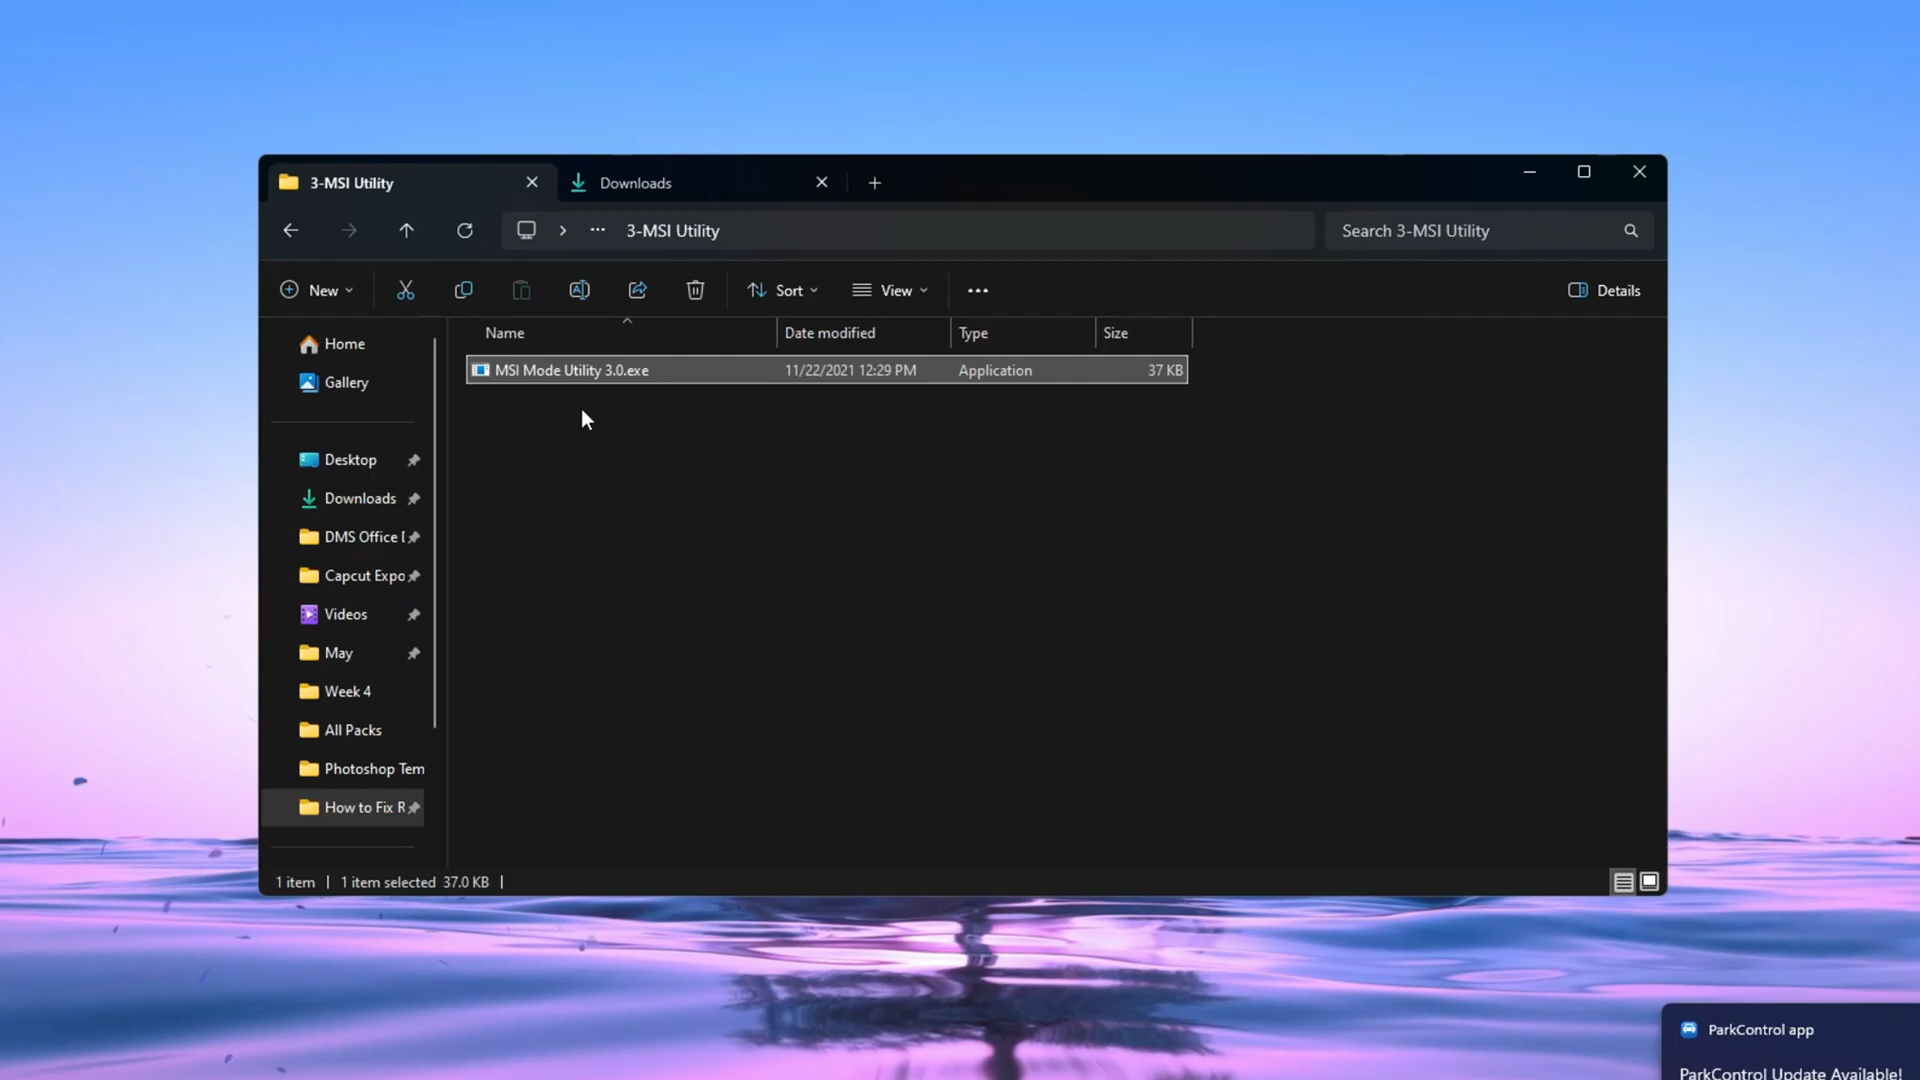 3-MSI Utility
Downloads
3-MSI Utility
Search 3-MSI Utility
New
Sort
View
Details
Name
Date modified
Type
Size
MSI Mode Utility 3.0.exe
11/22/2021 12:29 PM
Application
37 KB
Home
Gallery
Desktop
Downloads
DMS Office [
Capcut Expo
Videos
May
Week 4
All Packs
Photoshop Tem
How to Fix R
1 item
1 item selected 37.0 KB
ParkControl app
ParkControl Update Available!